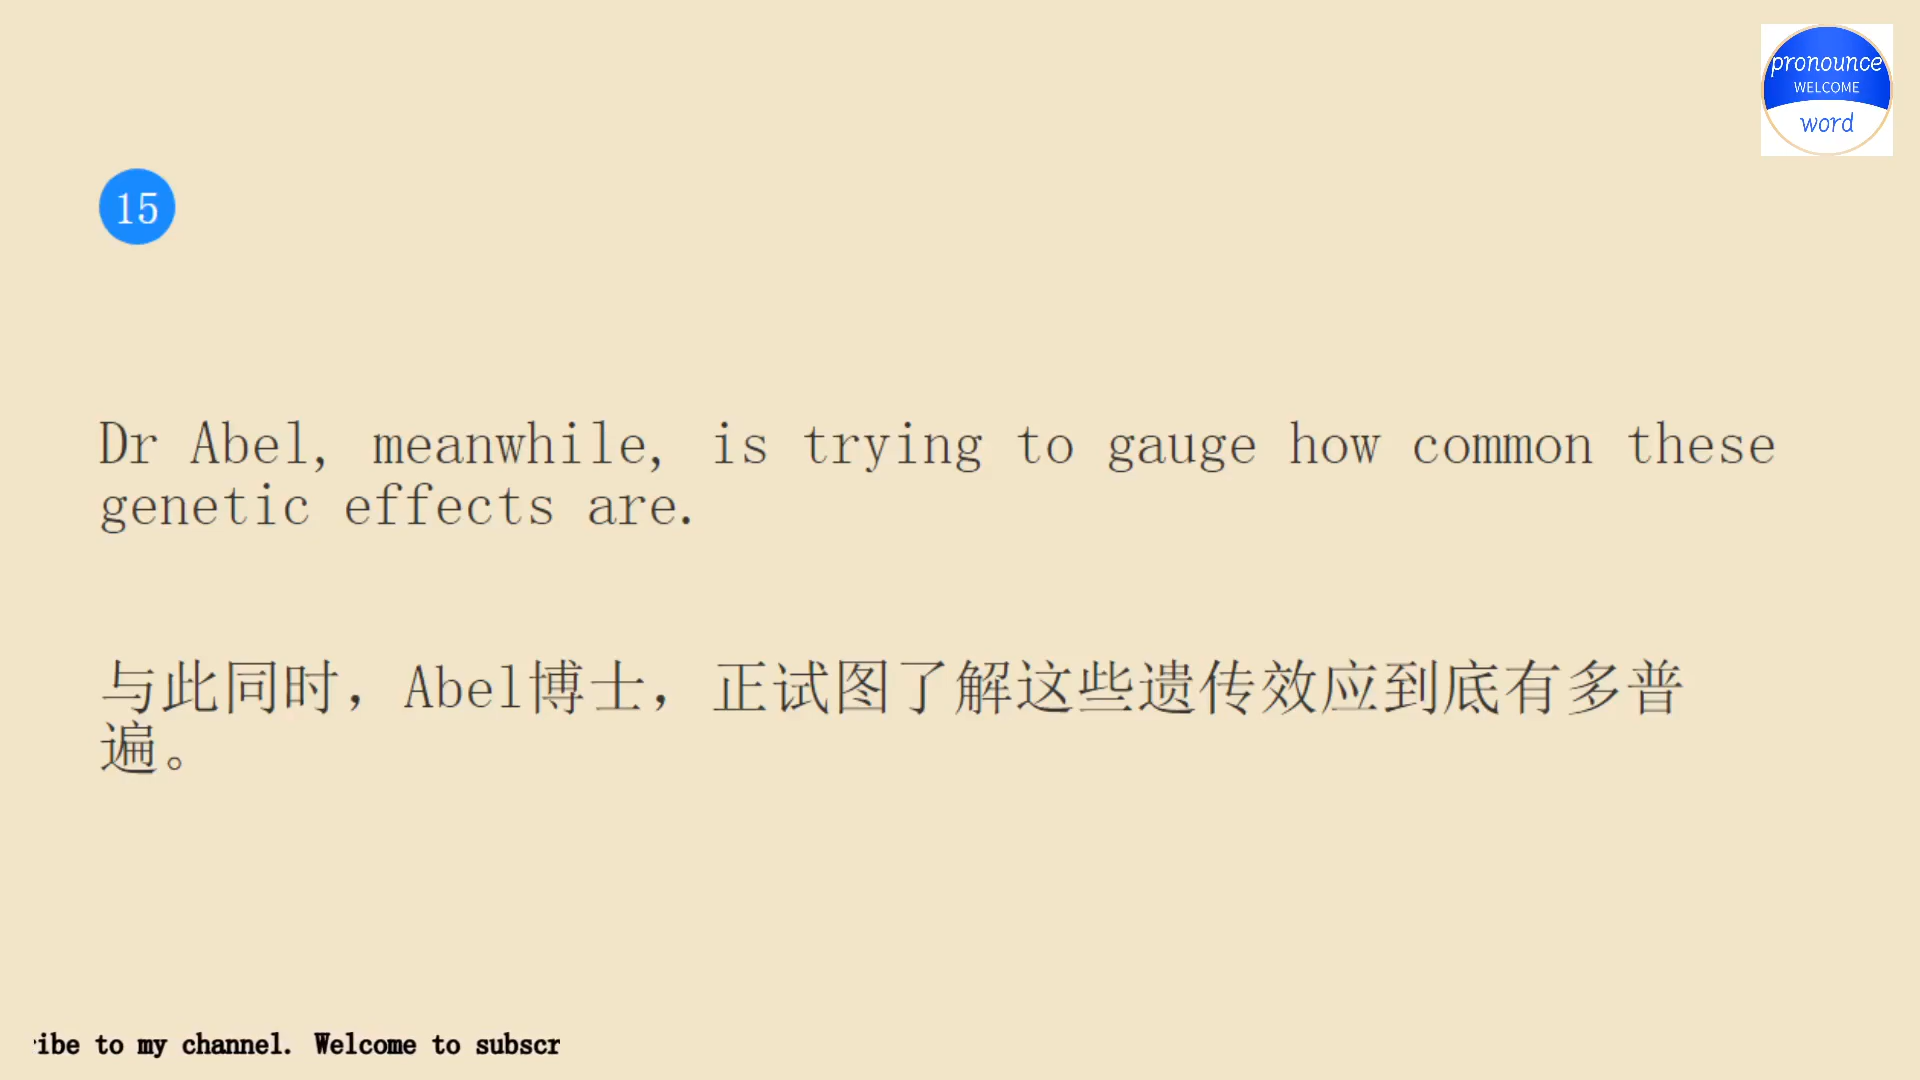 pronounce
WELCOME
word
15
Dr Abel, meanwhile, is trying to gauge how common these
genetic effects are.
与此同时，Abel博士，正试图了解这些遗传效应到底有多普
遍。
ibe to my channel. Welcome to subscr